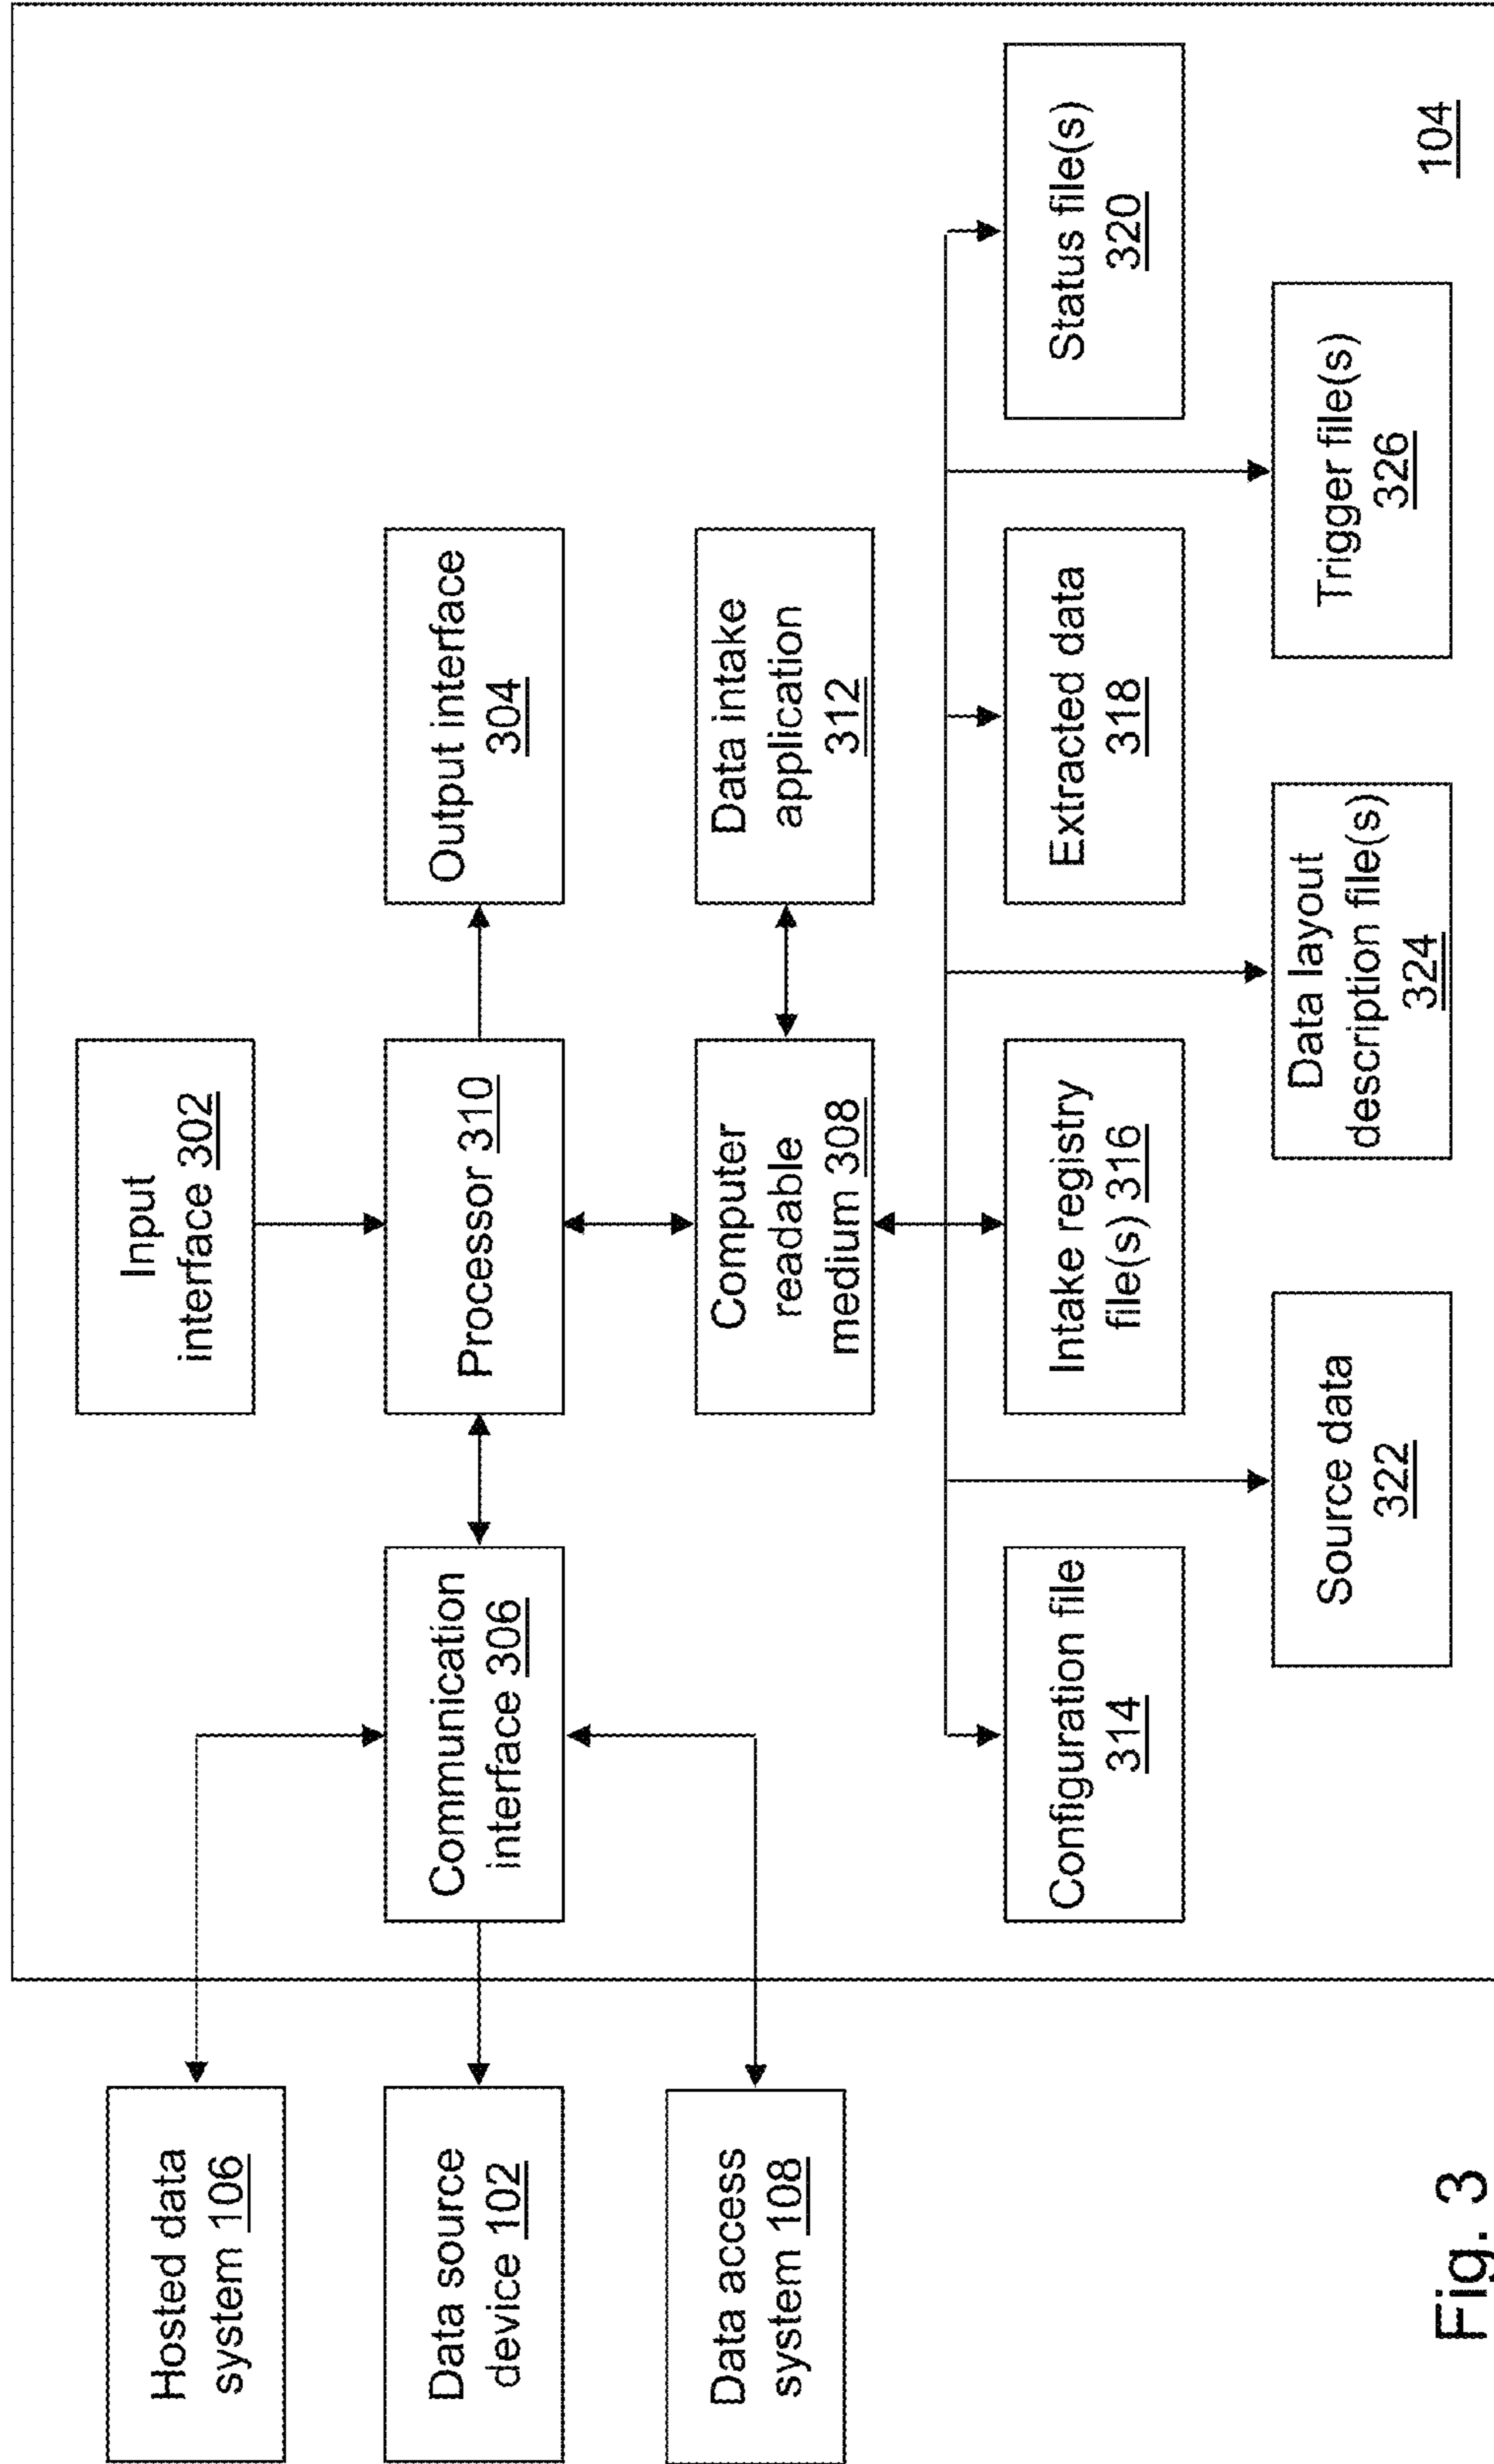 Input
interface 302
Hosted data
system 106
Communication
interface 306
Processor 310
Output interface
304
Data source
device 102
Data access
system 108
Computer
readable
medium 308
Data intake
application
312
Configuration file
314
Intake registry
file(s) 316
Extracted data
318
Status file(s)
320
Source data
322
Data layout
description file(s)
324
Trigger file(s)
326
104
Fig. 3